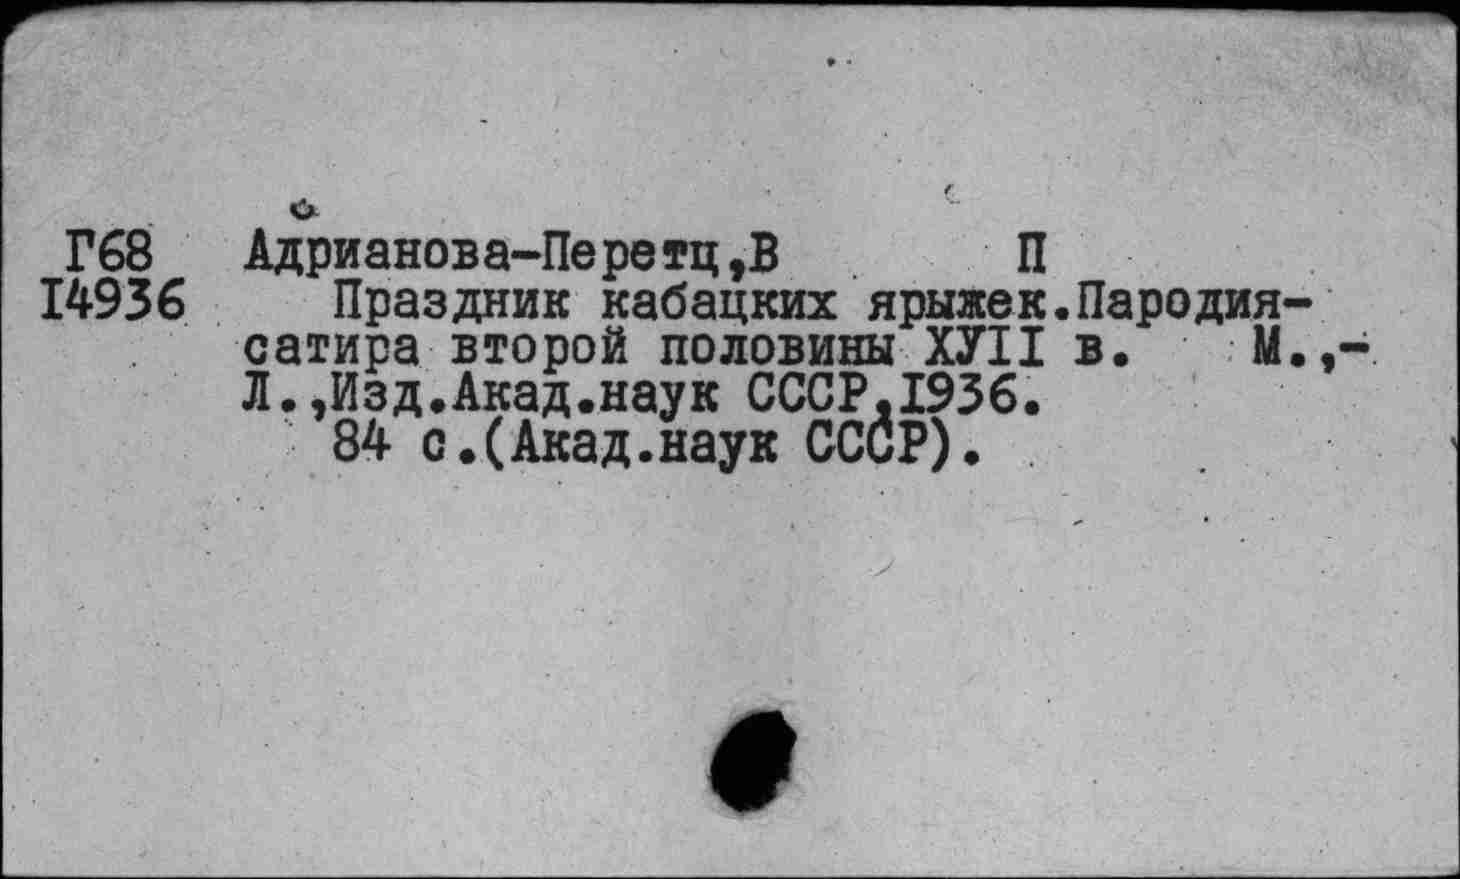 Г68 Адрианова-Перетц,В П
I4936 Праздник кабацких ярыжек.Пародия-
сатира второй половины ХУII в. М.,-
Л.,Изд.Акад.наук СССР,I936.
84 с.(Акад.наук СССР).